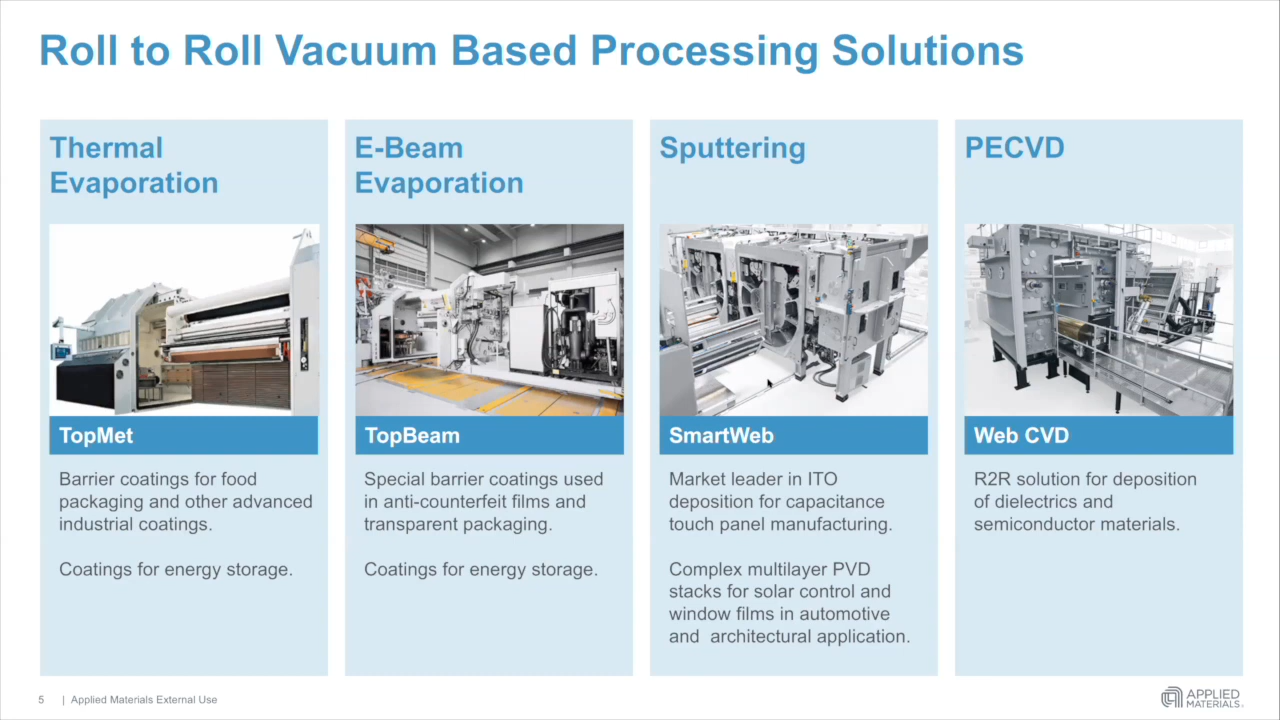 Roll to Roll Vacuum Based Processing Solutions
Thermal
Evaporation
TopMet
Barrier coatings for food
packaging and other advanced
industrial coatings.
Coatings for energy storage.
E-Beam
Evaporation
TopBeam
Special barrier coatings used
in anti-counterfeit films and
transparent packaging.
Coatings for energy storage.
Sputtering
SmartWeb
Market leader in ITO
deposition for capacitance
touch panel manufacturing.
Complex multilayer PVD
stacks for solar control and
window films in automotive
and architectural application.
PECVD
Web CVD
R2R solution for deposition
of dielectrics and
semiconductor materials.
5 | Applied Materials External Use
APPLIED
MATERIALS